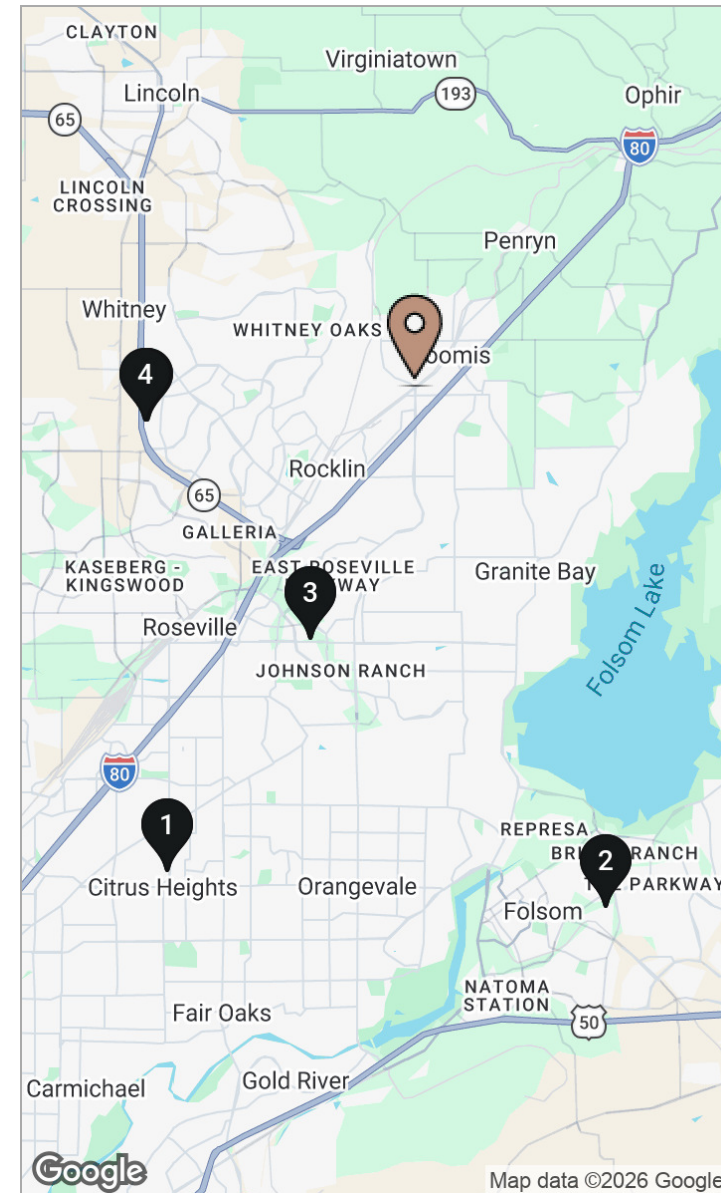 CLAYTON
Virginiatown
Lincoln
193
Ophir
65
80
LINCOLN
CROSSING
Penryn
Whitney
WHITNEY OAKS
oomis
4
Rocklin
65
GALLERIA
KASEBERG -
KINGSWOOD
EAST ROSEVILLE
Granite Bay
3
Roseville
Folsom Lake
JOHNSON RANCH
80
1
REPRESA
RANCH
2
Citrus Heights
Orangevale
PARKWAY
Folsom
NATOMA
STATION
Fair Oaks
50
Gold River
Carmichael
Google
Map data ©2026 Google